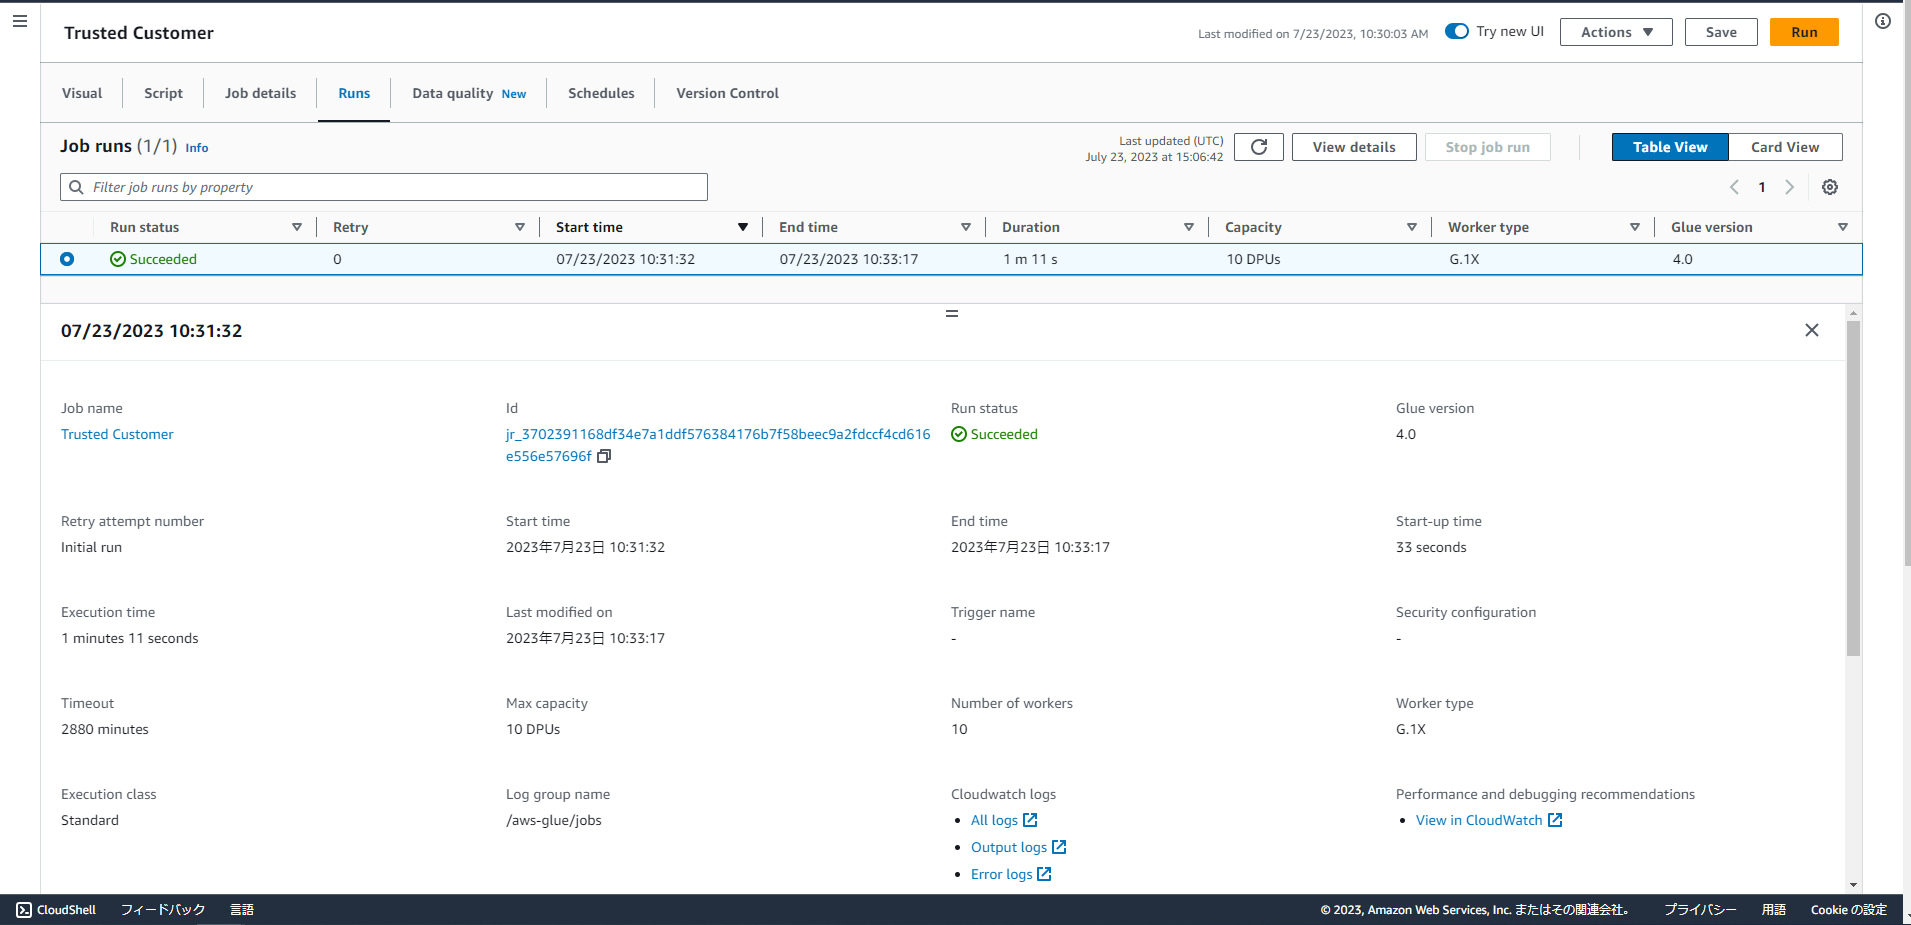 Trusted Customer
Last modified on 7/23/2023, 10:30:03 AM
Try new UI
Actions
Save
Run
Visual
Script
Job details
Runs
Data quality New
Schedules
Version Control
Job runs (1/1) Info
Last updated (UTC)
July 23, 2023 at 15:06:42
View details
Stop job run
Table View
Card View
Filter job runs by property
1
Run status
Retry
Start time
End time
Duration
Capacity
Worker type
Glue version
Succeeded
0
07/23/2023 10:31:32
07/23/2023 10:33:17
1 m 11 s
10 DPUs
G.1X
4.0
07/23/2023 10:31:32
Job name
Trusted Customer
Id
jr_3702391168df34e7a1ddf576384176b7f58beec9a2fdccf4cd616
e556e57696f
Run status
Succeeded
Glue version
4.0
Retry attempt number
Initial run
Start time
2023年7月23日 10:31:32
End time
2023年7月23日 10:33:17
Start-up time
33 seconds
Execution time
1 minutes 11 seconds
Last modified on
2023年7月23日 10:33:17
Trigger name
-
Security configuration
-
Timeout
2880 minutes
Max capacity
10 DPUs
Number of workers
10
Worker type
G.1X
Execution class
Standard
Log group name
/aws-glue/jobs
Cloudwatch logs
• All logs
• Output logs
• Error logs
Performance and debugging recommendations
• View in CloudWatch
CloudShell
フィードバック
言語
© 2023, Amazon Web Services, Inc. またはその関連会社。
プライバシー
用語
Cookie の設定